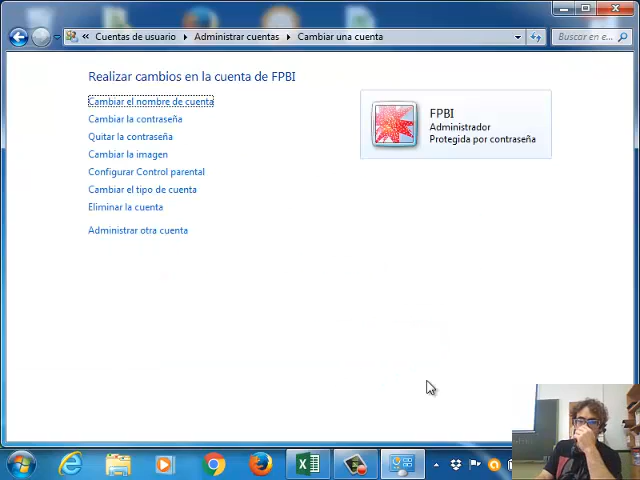 Cuentas de usuario
Administrar cuentas
Cambiar una cuenta
Buscar en e...
Realizar cambios en la cuenta de FPBI
Cambiar el nombre de cuenta
Cambiar la contraseña
Quitar la contraseña
Cambiar la imagen
Configurar Control parental
Cambiar el tipo de cuenta
Eliminar la cuenta
Administrar otra cuenta
FPBI
Administrador
Protegida por contraseña